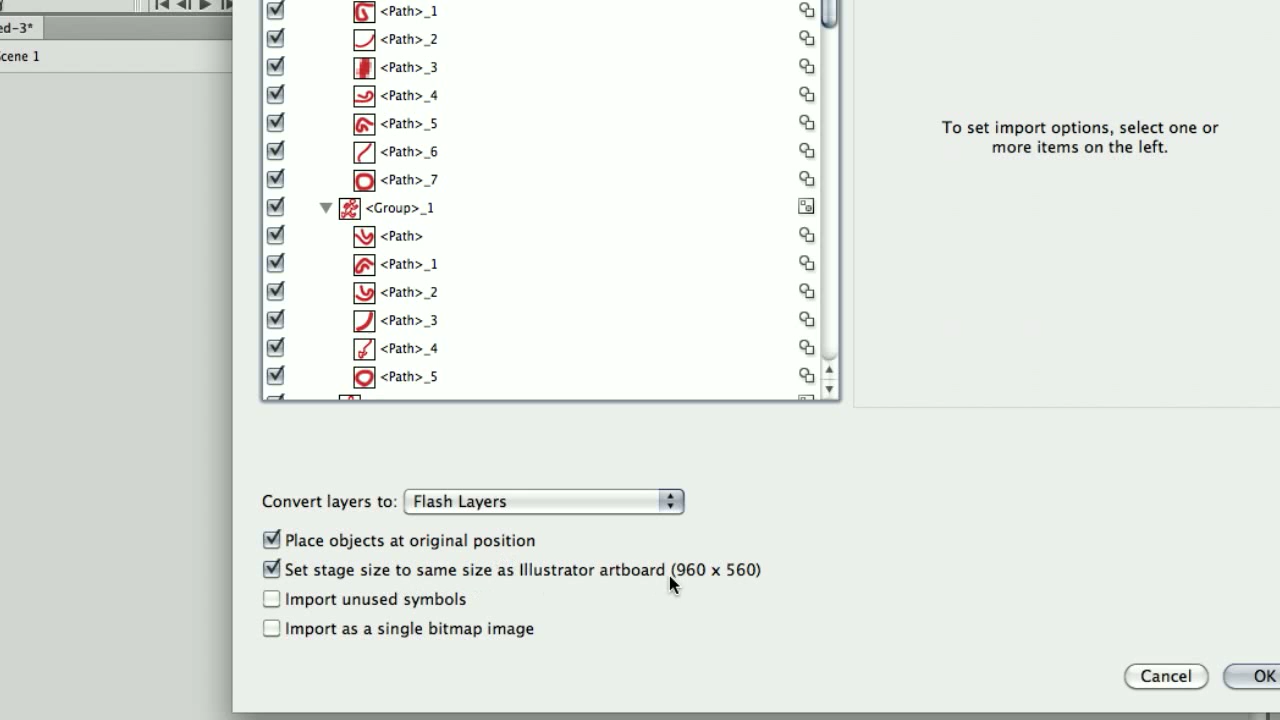 <Path>_1
ed-3*
<Path>_2
cene 1
<Path>_3
<Path>_4
<Path>_5
To set import options, select one or
more items on the left.
<Path>_6
<Path>_7
<Group>_1
<Path>
<Path>_1
<Path>_2
<Path>_3
<Path>_4
<Path>_5
Convert layers to: Flash Layers
Place objects at original position
Set stage size to same size as Illustrator artboard (960 x 560)
Import unused symbols
Import as a single bitmap image
Cancel OK